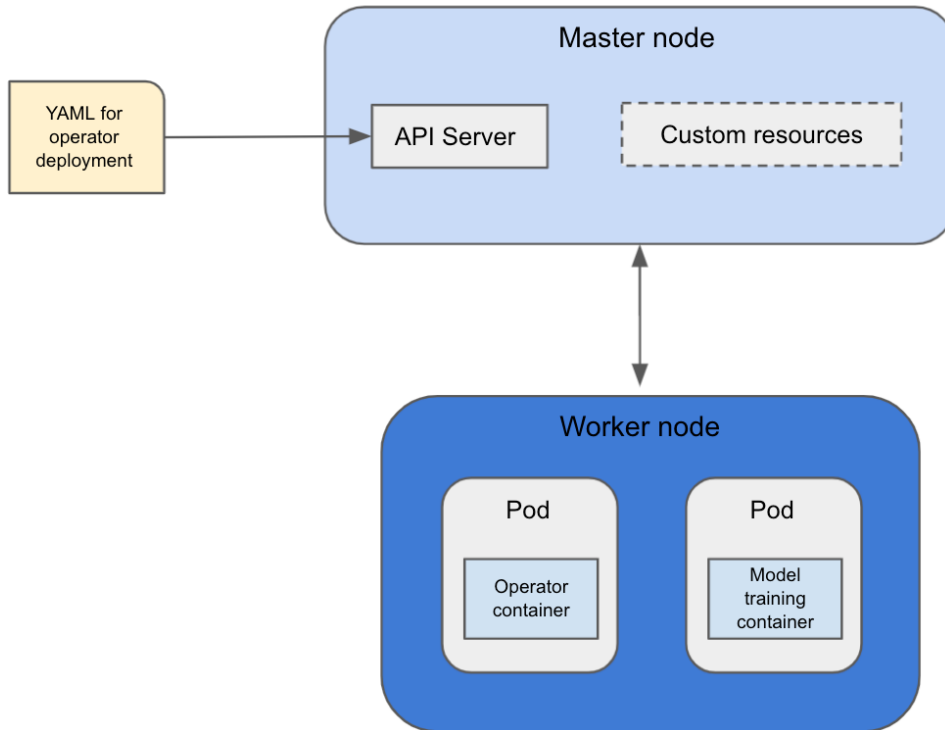 Master node
YAML for
operator
deployment
API Server
Custom resources
Worker node
Pod
Operator
container
Pod
Model
training
container